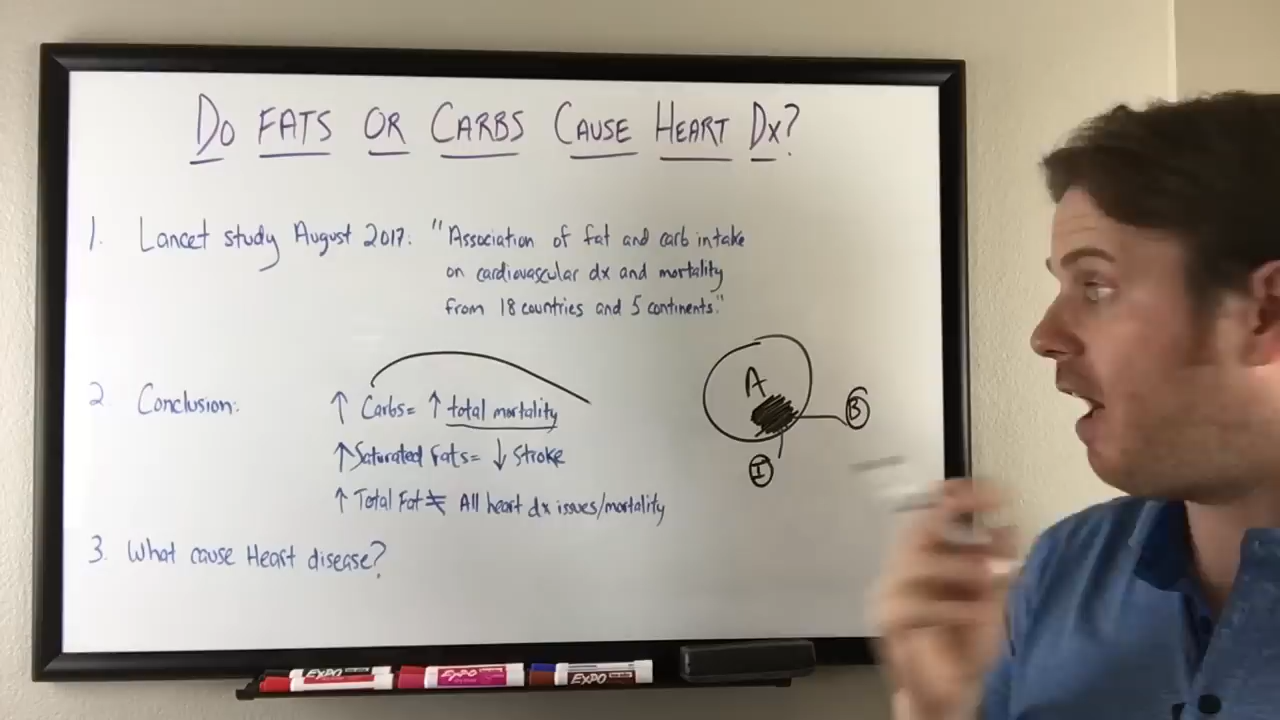 DO FATS OR CARBS CAUSE HEART DX?
1. Lancet study August 2017: "Association of fat and carb intake
on cardiovascular dx and mortality
from 18 countries and 5 continents."
2 Conclusion: ↑ Carbs = ↑ total mortality
↑ Saturated Fats = ↓ Stroke
↑ Total Fat ≠ All heart dx issues/mortality
3. What cause Heart disease?
A
B
I
EXPO
EXPO